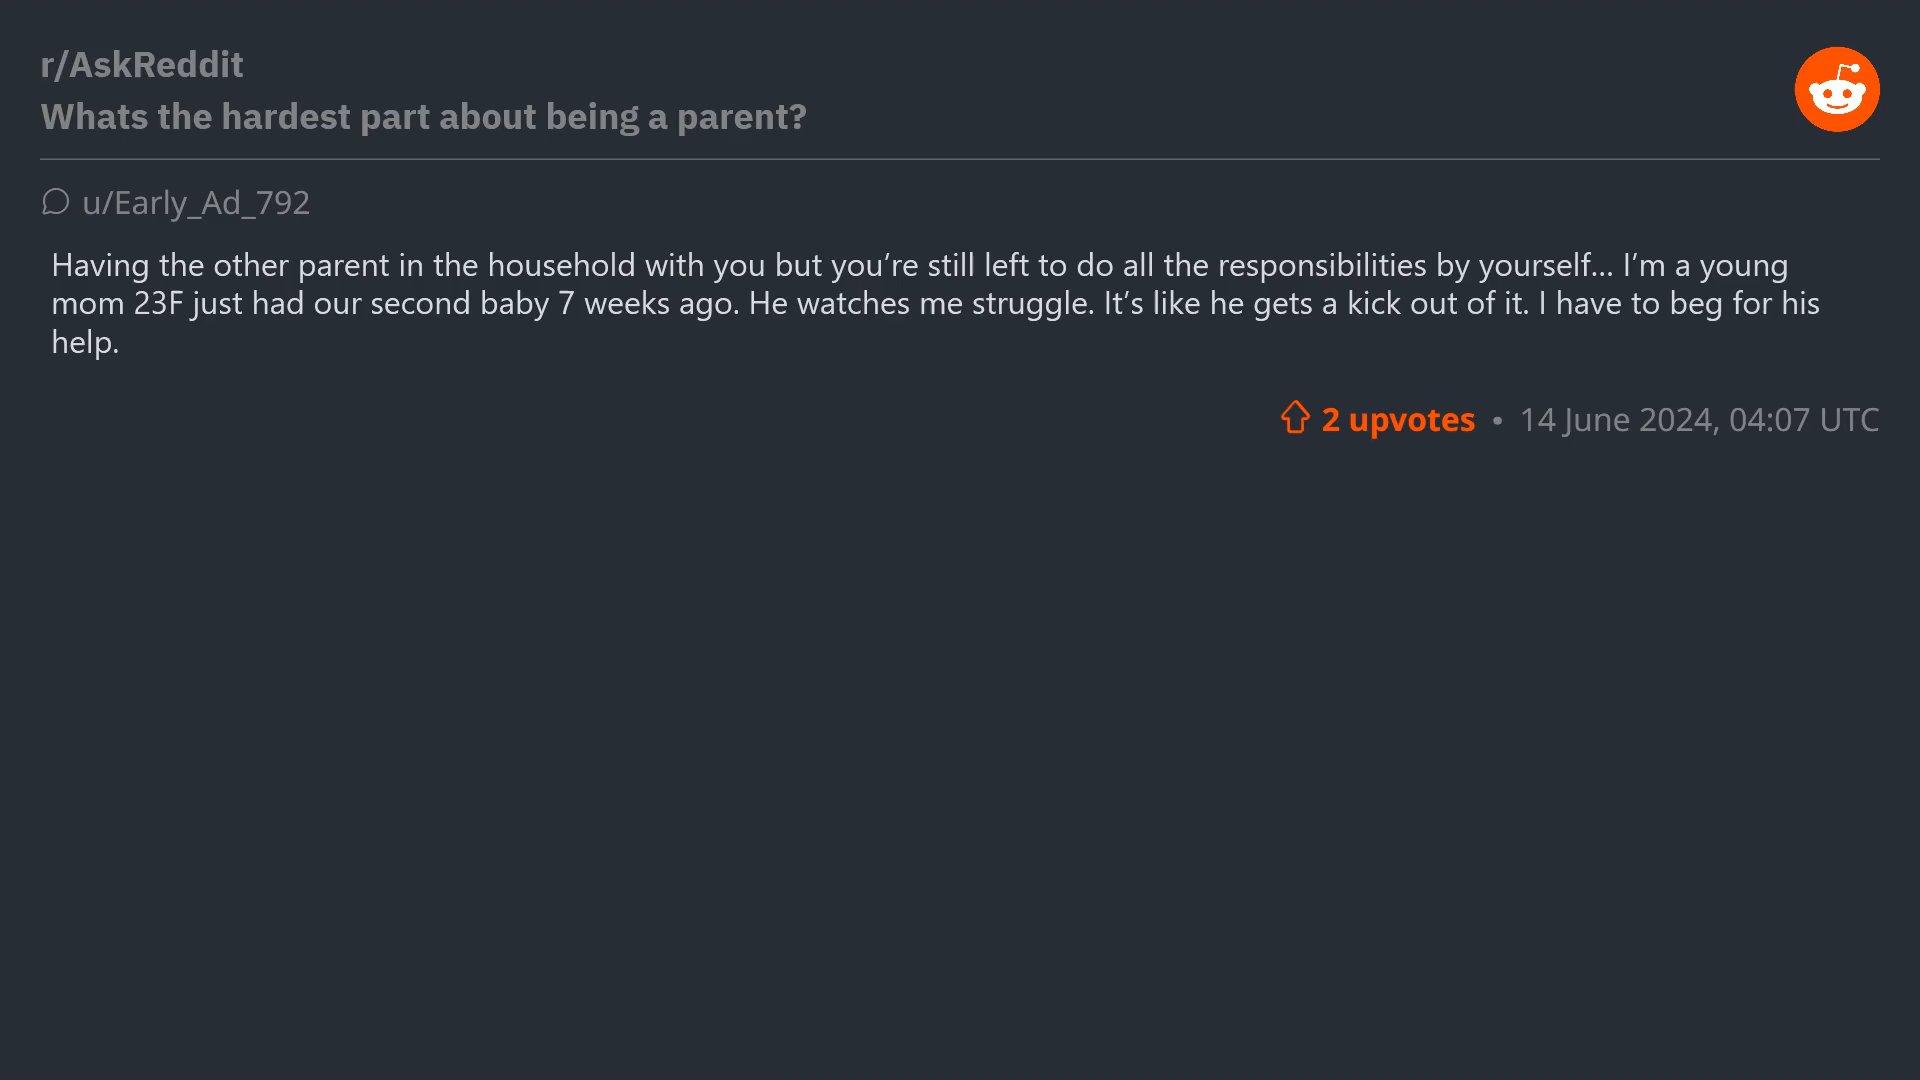 r/AskReddit
Whats the hardest part about being a parent?
u/Early_Ad_792
Having the other parent in the household with you but you’re still left to do all the responsibilities by yourself… I’m a young
mom 23F just had our second baby 7 weeks ago. He watches me struggle. It’s like he gets a kick out of it. I have to beg for his
help.
2 upvotes • 14 June 2024, 04:07 UTC